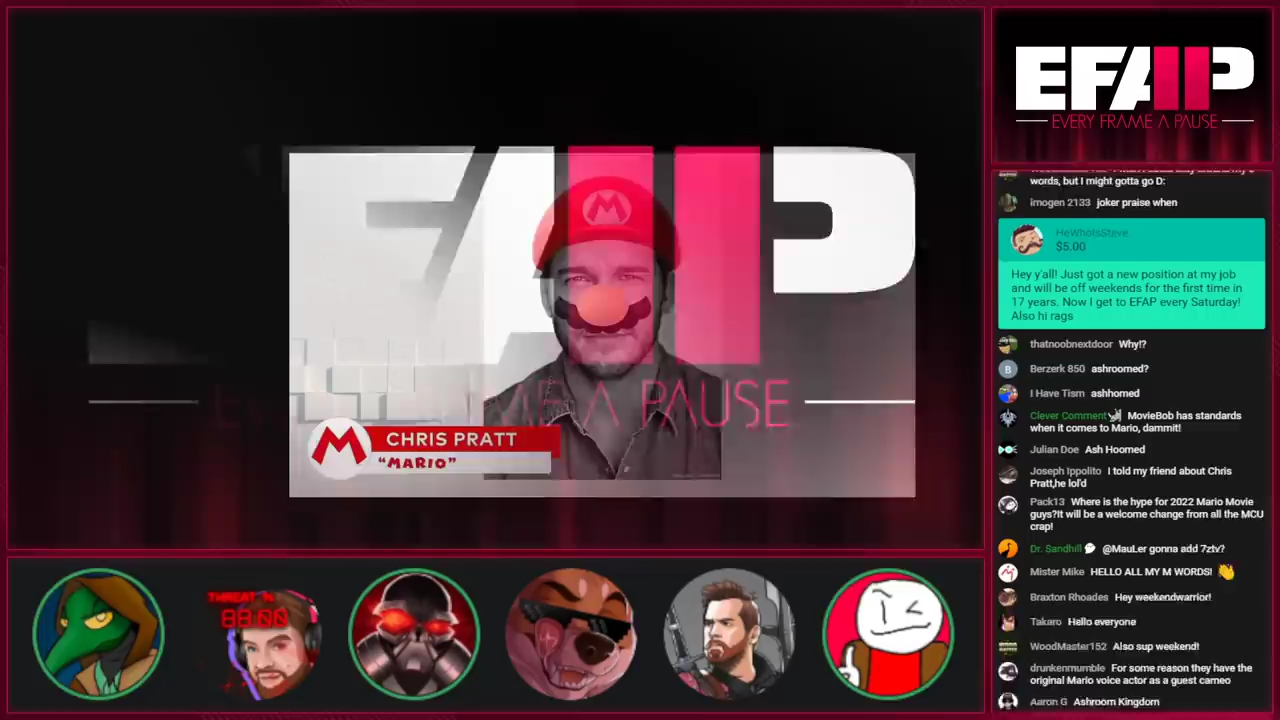 EFAP
EVERY FRAME A PAUSE
M
FAP
ME A PAUSE
M
CHRIS PRATT
"MARIO"
THREAT IN
88:00
words, but I might gotta go D:
imogen 2133 joker praise when
HeWhoIsSteve
$5.00
Hey y'all! Just got a new position at my job
and will be off weekends for the first time in
17 years. Now I get to EFAP every Saturday!
Also hi rags
thatnoobnextdoor Why!?
B
Berzerk 850 ashroomed?
I Have Tism ashhomed
Clever Comment MovieBob has standards
when it comes to Mario, dammit!
Julian Doe Ash Hoomed
Joseph Ippolito I told my friend about Chris
Pratt,he lol'd
Pack13 Where is the hype for 2022 Mario Movie
guys?It will be a welcome change from all the MCU
crap!
Dr. Sandhill @MauLer gonna add 7ztv?
Mister Mike HELLO ALL MY M WORDS!
Braxton Rhoades Hey weekendwarrior!
Takaro Hello everyone
WoodMaster152 Also sup weekend!
drunkenmumble For some reason they have the
original Mario voice actor as a guest cameo
Aaron G Ashroom Kingdom